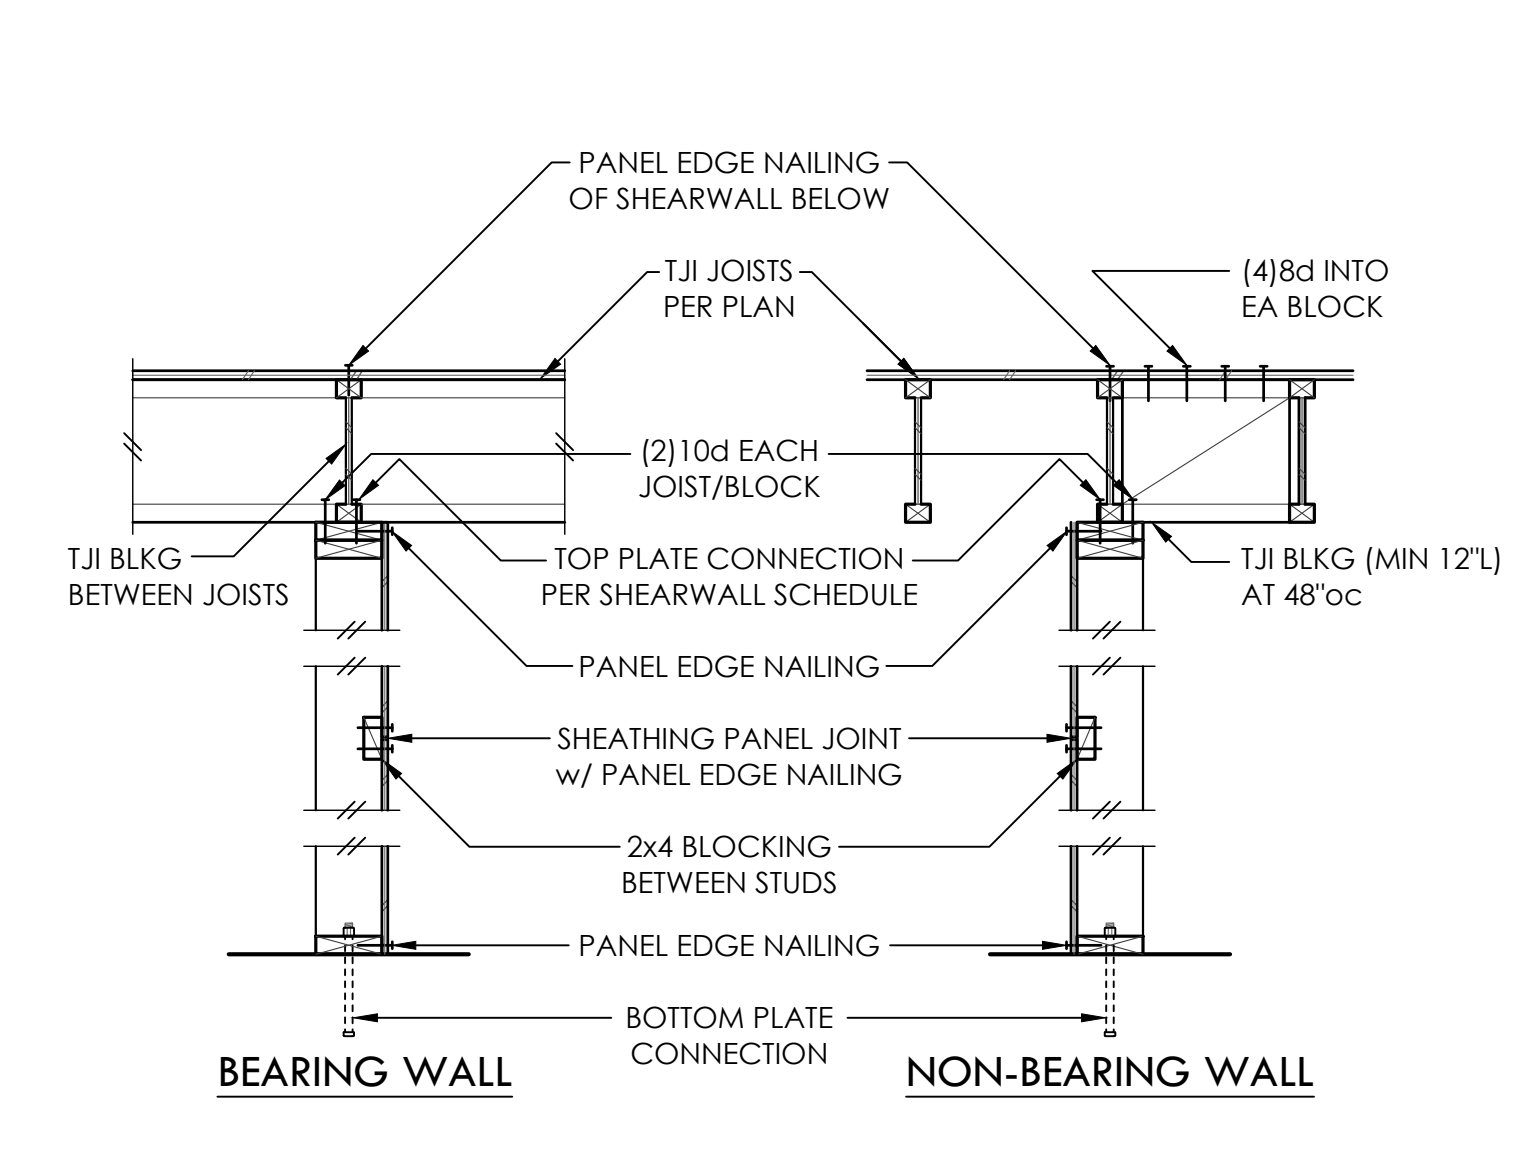 PANEL EDGE NAILING
OF SHEARWALL BELOW
TJI JOISTS
PER PLAN
(4)8d INTO
EA BLOCK
(2)10d EACH
JOIST/BLOCK
TJI BLKG
BETWEEN JOISTS
TOP PLATE CONNECTION
PER SHEARWALL SCHEDULE
TJI BLKG (MIN 12"L)
AT 48"oc
PANEL EDGE NAILING
SHEATHING PANEL JOINT
w/ PANEL EDGE NAILING
2x4 BLOCKING
BETWEEN STUDS
PANEL EDGE NAILING
BOTTOM PLATE
CONNECTION
BEARING WALL
NON-BEARING WALL